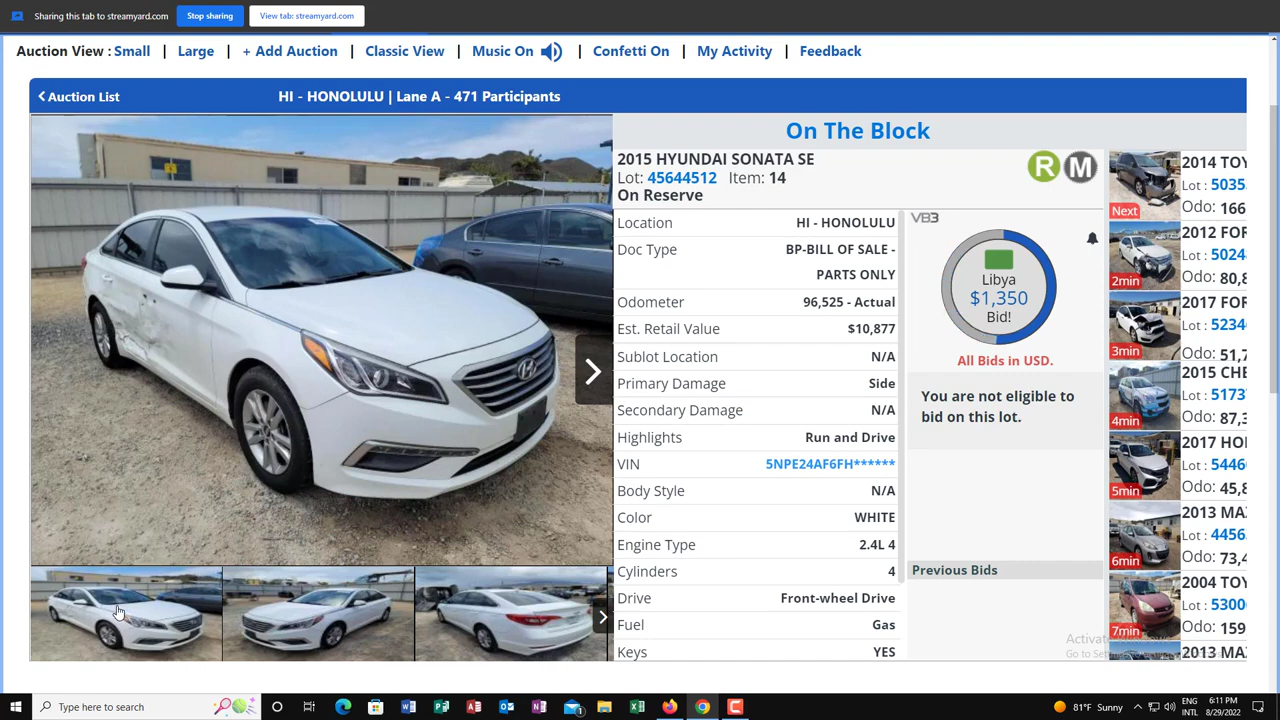 Sharing this tab to streamyard.com
Stop sharing
View tab: streamyard.com
Auction View : Small | Large | + Add Auction | Classic View | Music On | Confetti On | My Activity | Feedback
Auction List
HI - HONOLULU | Lane A - 471 Participants
On The Block
2015 HYUNDAI SONATA SE
Lot: 45644512 Item: 14
On Reserve
R M
Location HI - HONOLULU
Doc Type BP-BILL OF SALE -
PARTS ONLY
Odometer 96,525 - Actual
Est. Retail Value $10,877
Sublot Location N/A
Primary Damage Side
Secondary Damage N/A
Highlights Run and Drive
VIN 5NPE24AF6FH******
Body Style N/A
Color WHITE
Engine Type 2.4L 4
Cylinders 4
Drive Front-wheel Drive
Fuel Gas
Keys YES
VB3
Libya
$1,350
Bid!
All Bids in USD.
You are not eligible to
bid on this lot.
Previous Bids
2014 TOY
Lot : 5035
Next
Odo: 166
2012 FOR
Lot : 5024
2min
Odo: 80,8
2017 FOR
Lot : 5234
3min
Odo: 51,7
2015 CHE
Lot : 5173
4min
Odo: 87,3
2017 HO
Lot : 5446
5min
Odo: 45,8
2013 MA
Lot : 4456
6min
Odo: 73,4
2004 TOY
Lot : 5300
7min
Odo: 159
2013 MA
Activate Windows
Go to Se
Type here to search
81°F Sunny
ENG
INTL
6:11 PM
8/29/2022